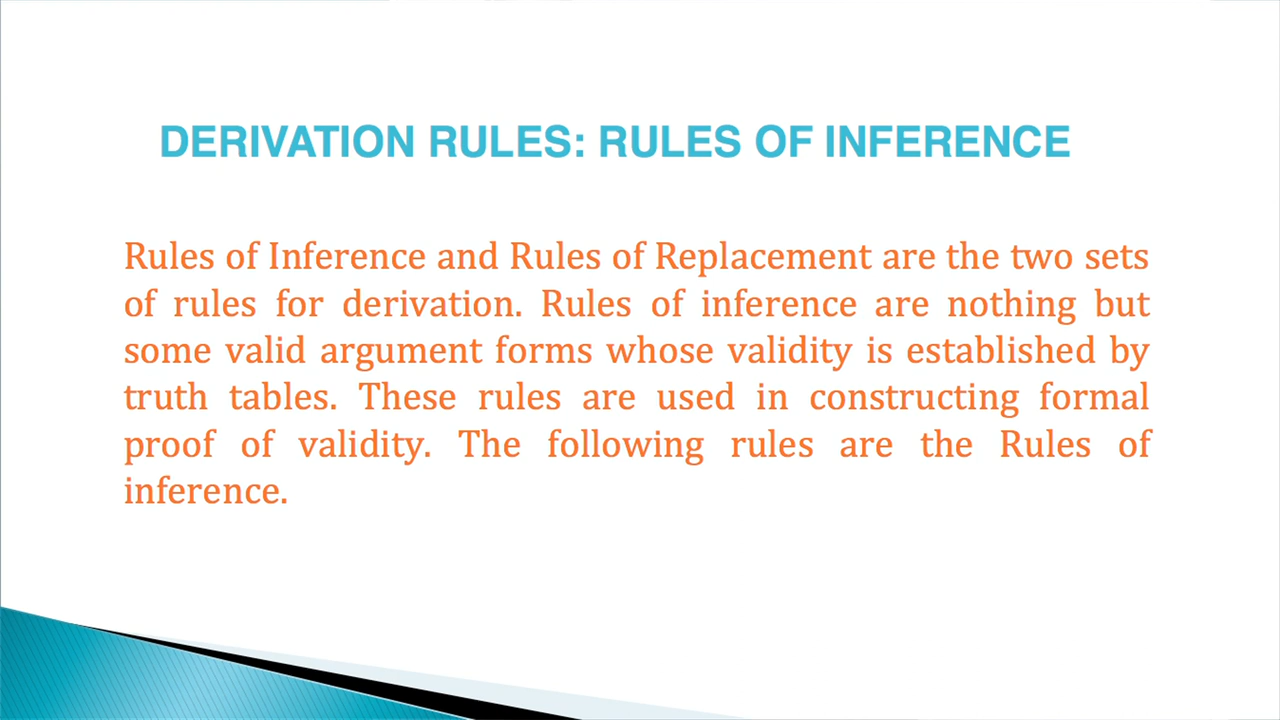 DERIVATION RULES: RULES OF INFERENCE
Rules of Inference and Rules of Replacement are the two sets
of rules for derivation. Rules of inference are nothing but
some valid argument forms whose validity is established by
truth tables. These rules are used in constructing formal
proof of validity. The following rules are the Rules of
inference.